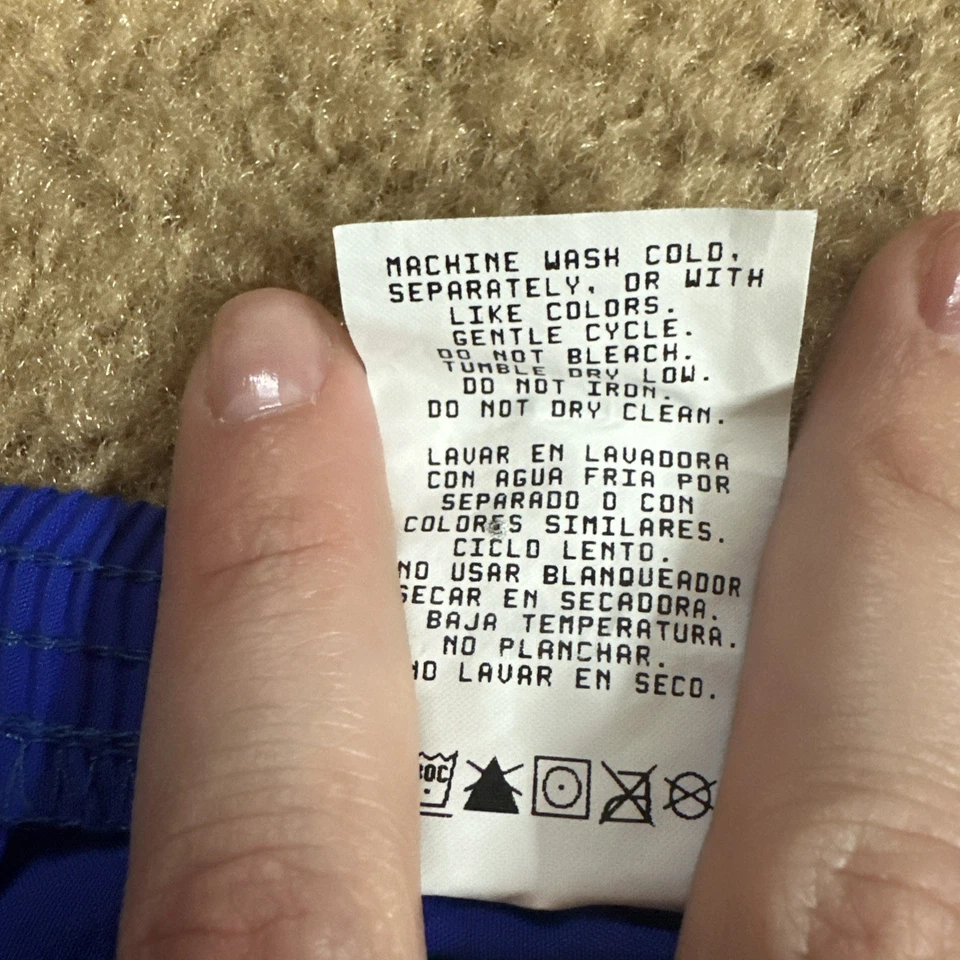 MACHINE WASH COLD,
SEPARATELY, OR WITH
LIKE COLORS.
GENTLE CYCLE.
DO NOT BLEACH.
TUMBLE DRY LOW.
DO NOT IRON.
DO NOT DRY CLEAN.
LAVAR EN LAVADORA
CON AGUA FRIA POR
SEPARADO O CON
COLORES SIMILARES.
CICLO LENTO.
NO USAR BLANQUEADOR
SECAR EN SECADORA.
BAJA TEMPERATURA.
NO PLANCHAR.
NO LAVAR EN SECO.